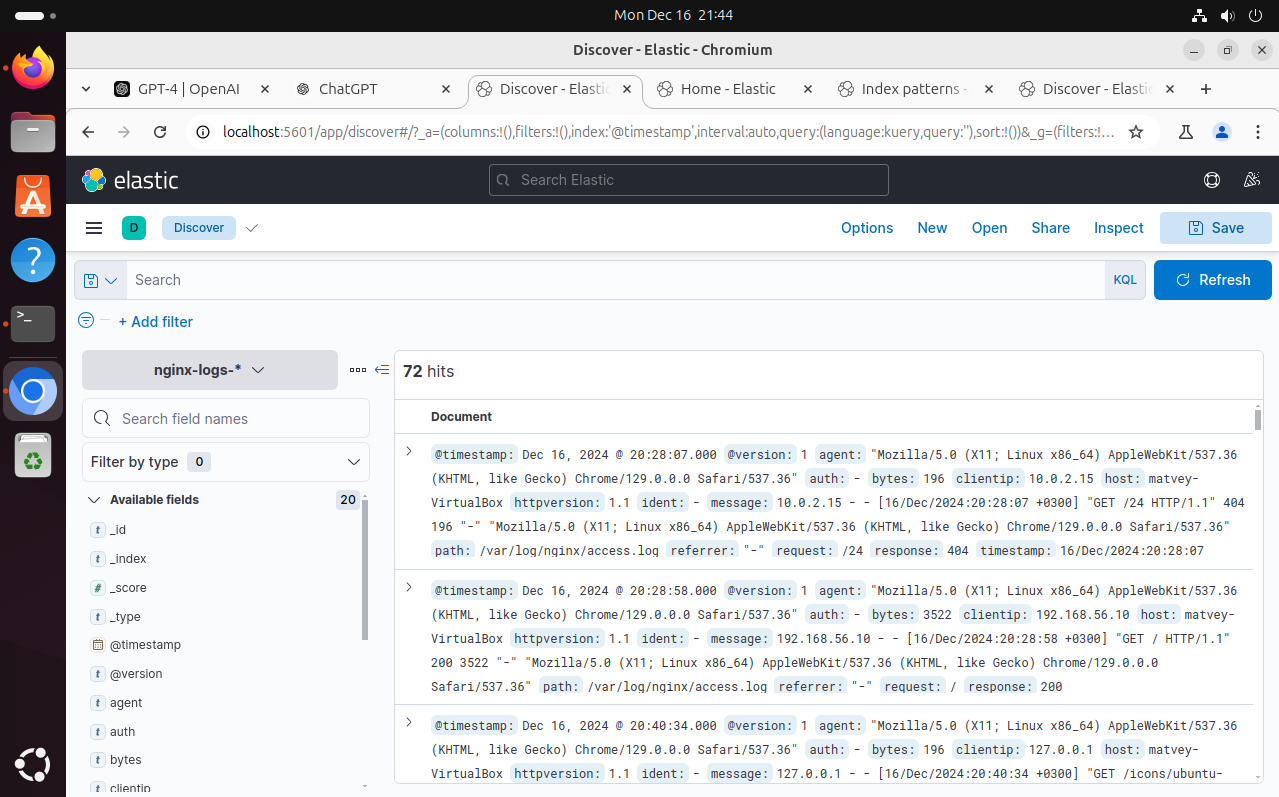 Mon Dec 16 21:44
Discover - Elastic - Chromium
GPT-4 | OpenAI
ChatGPT
Discover - Elastic
Home - Elastic
Index patterns -
Discover - Elastic
localhost:5601/app/discover#/?_a=(columns:!(),filters:!(),index:'@timestamp',interval:auto,query:(language:kuery,query:''),sort:!())&_g=(filters:!...
elastic
Search Elastic
D
Discover
Options
New
Open
Share
Inspect
Save
Search
KQL
Refresh
+ Add filter
nginx-logs-*
Search field names
Filter by type 0
Available fields 20
t _id
t _index
# _score
t _type
@timestamp
t @version
t agent
t auth
t bytes
t clientip
72 hits
Document
@timestamp: Dec 16, 2024 @ 20:28:07.000 @version: 1 agent: "Mozilla/5.0 (X11; Linux x86_64) AppleWebKit/537.36
(KHTML, like Gecko) Chrome/129.0.0.0 Safari/537.36" auth: - bytes: 196 clientip: 10.0.2.15 host: matvey-
VirtualBox httpversion: 1.1 ident: - message: 10.0.2.15 - - [16/Dec/2024:20:28:07 +0300] "GET /24 HTTP/1.1" 404
196 "-" "Mozilla/5.0 (X11; Linux x86_64) AppleWebKit/537.36 (KHTML, like Gecko) Chrome/129.0.0.0 Safari/537.36"
path: /var/log/nginx/access.log referrer: "-" request: /24 response: 404 timestamp: 16/Dec/2024:20:28:07
@timestamp: Dec 16, 2024 @ 20:28:58.000 @version: 1 agent: "Mozilla/5.0 (X11; Linux x86_64) AppleWebKit/537.36
(KHTML, like Gecko) Chrome/129.0.0.0 Safari/537.36" auth: - bytes: 3522 clientip: 192.168.56.10 host: matvey-
VirtualBox httpversion: 1.1 ident: - message: 192.168.56.10 - - [16/Dec/2024:20:28:58 +0300] "GET / HTTP/1.1"
200 3522 "-" "Mozilla/5.0 (X11; Linux x86_64) AppleWebKit/537.36 (KHTML, like Gecko) Chrome/129.0.0.0
Safari/537.36" path: /var/log/nginx/access.log referrer: "-" request: / response: 200
@timestamp: Dec 16, 2024 @ 20:40:34.000 @version: 1 agent: "Mozilla/5.0 (X11; Linux x86_64) AppleWebKit/537.36
(KHTML, like Gecko) Chrome/129.0.0.0 Safari/537.36" auth: - bytes: 196 clientip: 127.0.0.1 host: matvey-
VirtualBox httpversion: 1.1 ident: - message: 127.0.0.1 - - [16/Dec/2024:20:40:34 +0300] "GET /icons/ubuntu-